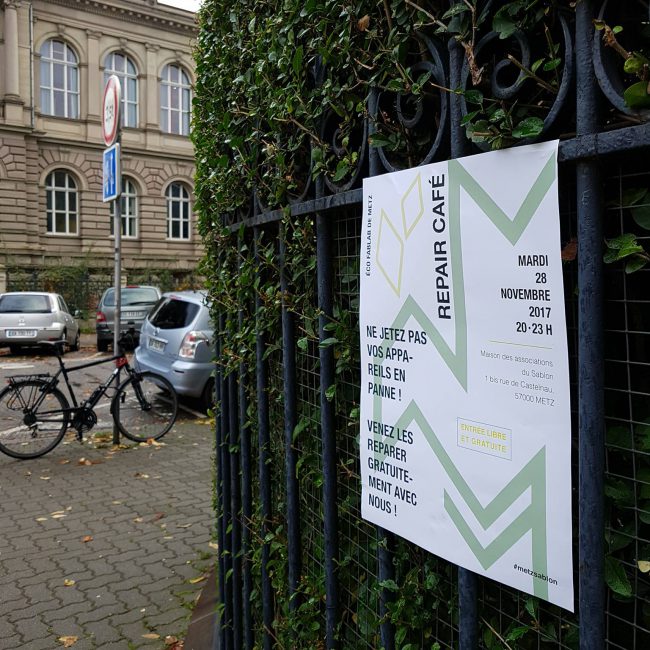 ÉCO FABLAB DE METZ
REPAIR CAFÉ
MARDI
28
NOVEMBRE
2017
20·23 H
Maison des associations
du Sablon
1 bis rue de Castelnau,
57000 METZ
NE JETEZ PAS
VOS APPA-
REILS EN
PANNE !
ENTRÉE LIBRE
ET GRATUITE
VENEZ LES
REPARER
GRATUITE-
MENT AVEC
NOUS !
#metzsablon